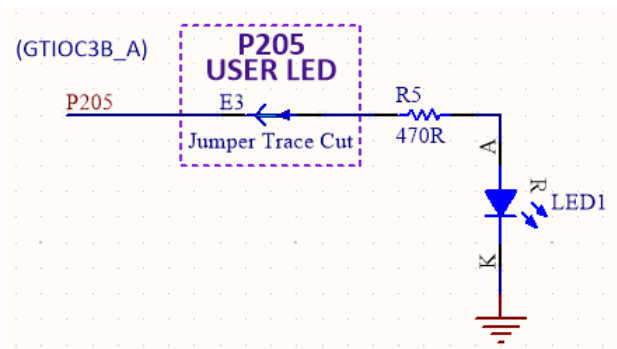 (GTIOC3B_A)
P205
USER LED
P205
E3
Jumper Trace Cut
R5
470R
A
R
LED1
K